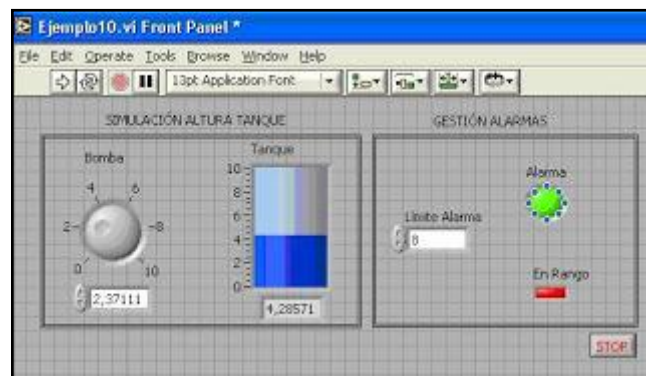 Ejemplo10.vi Front Panel *
File Edit Operate Tools Browse Window Help
13pt Application Font
SIMULACIÓN ALTURA TANQUE
GESTIÓN ALARMAS
Bomba
4 6
2 8
0 10
2,37111
Tanque
10
8
6
4
2
0
4,28571
Alarma
Límite Alarma
8
En Rango
STOP